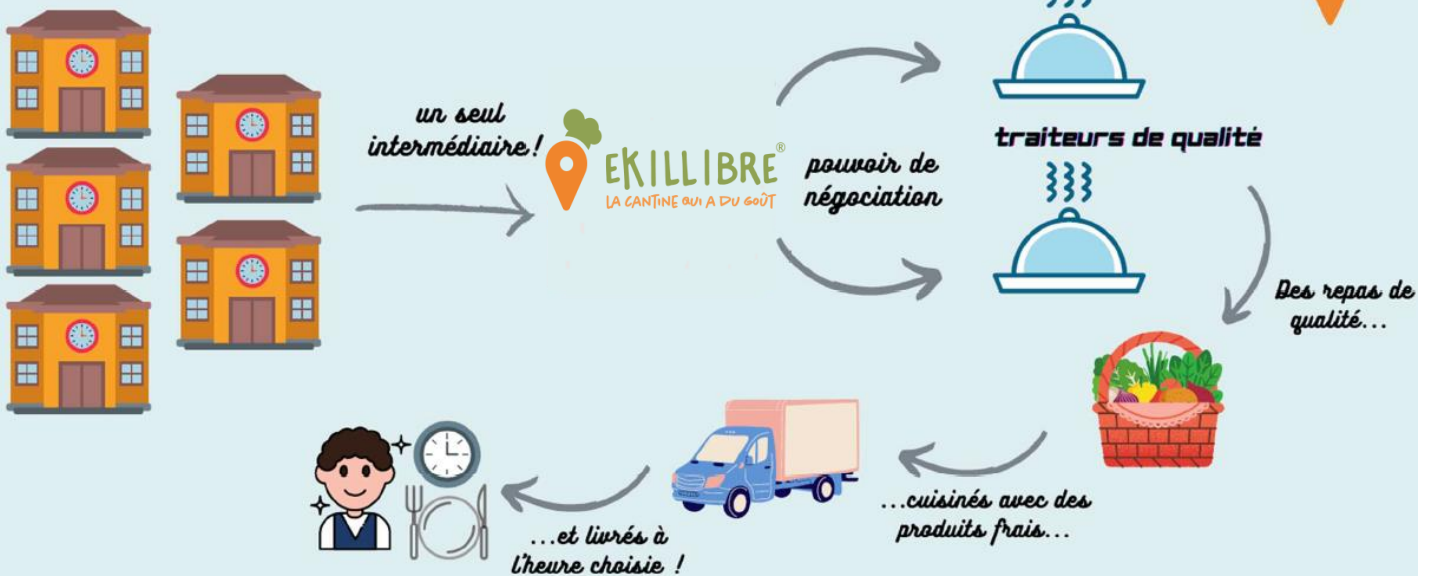 un seul
intermédiaire !
EKILLIBRE®
LA CANTINE QUI A DU GOÛT
pouvoir de
négociation
traiteurs de qualité
Des repas de
qualité...
...cuisinés avec des
produits frais...
...et livrés à
l'heure choisie !